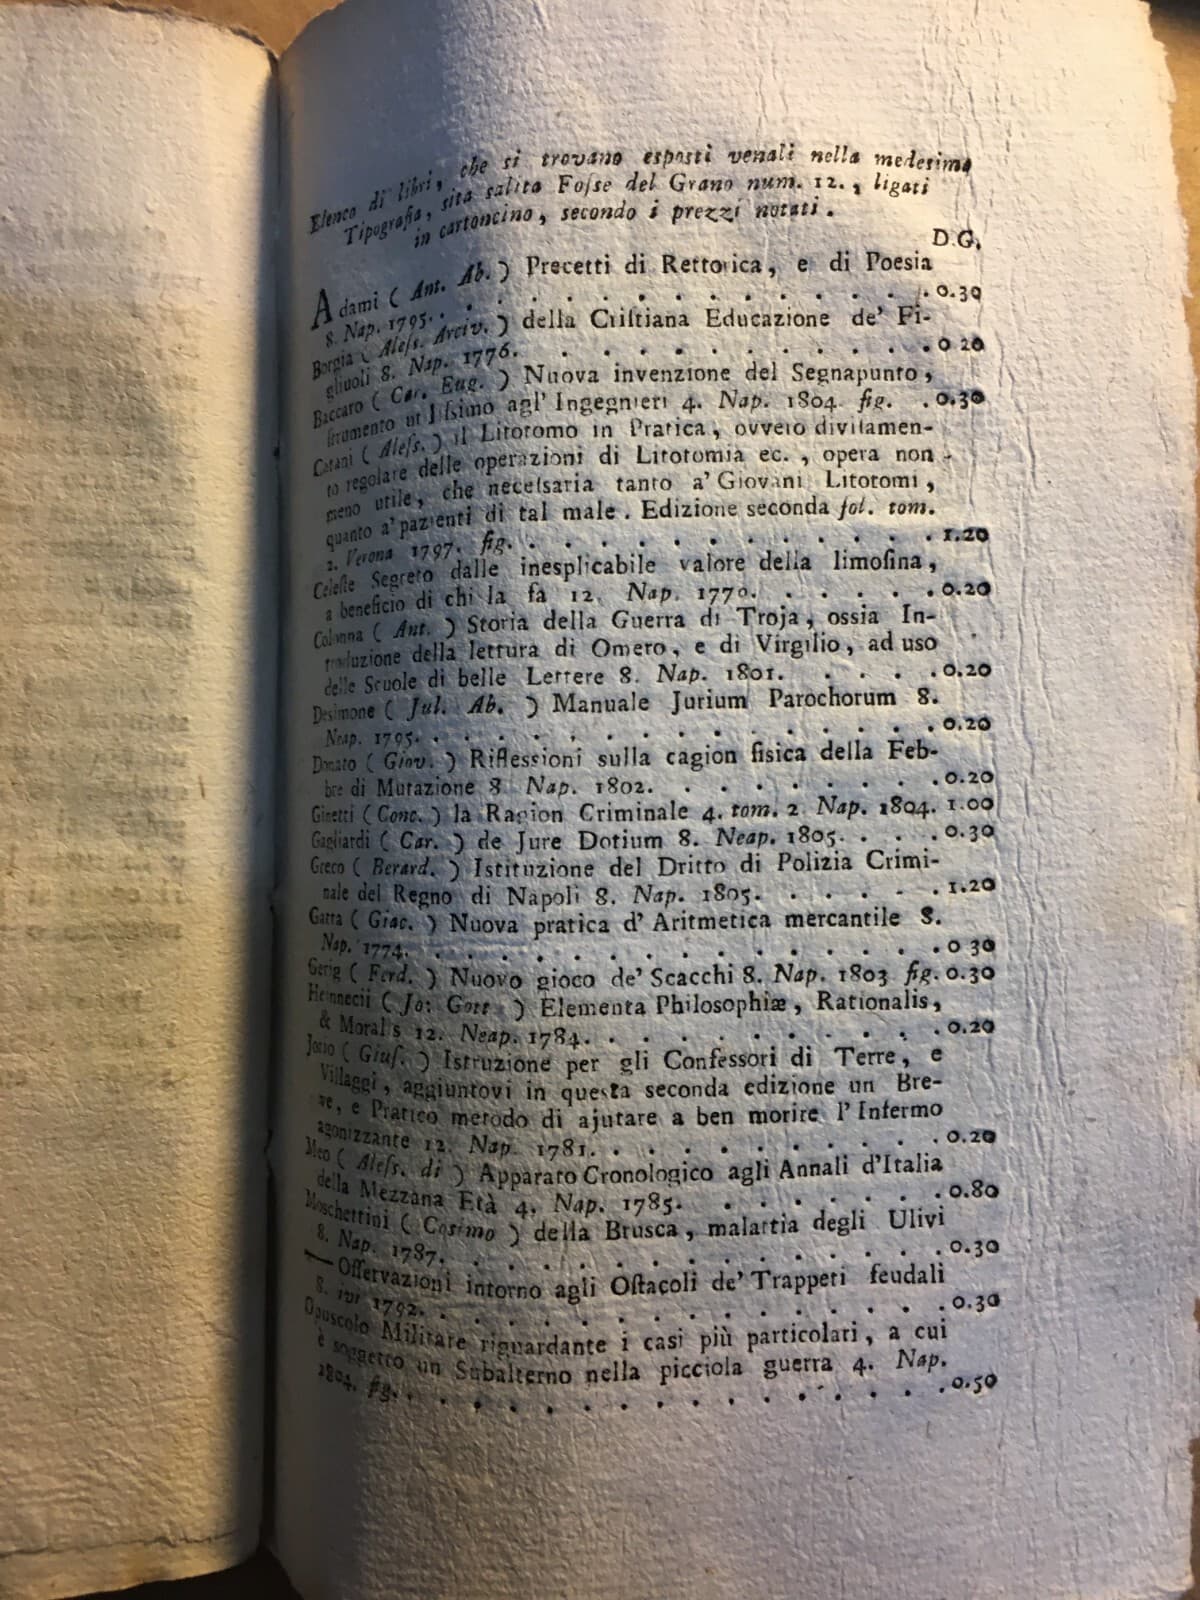 Elenco di libri, che si trovano esposti venali nella medesima
Tipografia, sita salita Fosse del Grano num. 12., ligati
in cartoncino, secondo i prezzi notati.
D.G.
Adami ( Ant. Ab. ) Precetti di Rettorica, e di Poesia
8. Nap. 1795. . . . . . . . . . . . . . 0.30
Borgia ( Aless. Arciv. ) della Cristiana Educazione de' Fi-
gliuoli 8. Nap. 1776. . . . . . . . . . . 0 20
Baccaro ( Car. Eug. ) Nuova invenzione del Segnapunto,
strumento utilissimo agl' Ingegnieri 4. Nap. 1804. fig. . 0.30
Catani ( Aless. ) il Litotomo in Pratica, ovvero divitamen-
to regolare delle operazioni di Litotomia ec., opera non
meno utile, che necessaria tanto a' Giovani Litotomi,
quanto a' pazienti di tal male. Edizione seconda fol. tom.
2. Verona 1797. fig. . . . . . . . . . . 1.20
Celeste Segreto dalle inesplicabile valore della limosina,
a beneficio di chi la fà 12. Nap. 1770. . . . . . 0.20
Colonna ( Ant. ) Storia della Guerra di Troja, ossia In-
troduzione della lettura di Omero, e di Virgilio, ad uso
delle Scuole di belle Lettere 8. Nap. 1801. . . . . 0.20
Desimone ( Jul. Ab. ) Manuale Jurium Parochorum 8.
Neap. 1795. . . . . . . . . . . . . . 0.20
Donato ( Giov. ) Riflessioni sulla cagion fisica della Feb-
bre di Mutazione 8. Nap. 1802. . . . . . . . 0.20
Ginetti ( Conc. ) la Ragion Criminale 4. tom. 2. Nap. 1804. 1.00
Gagliardi ( Car. ) de Jure Dotium 8. Neap. 1805. . . . 0.30
Greco ( Berard. ) Istituzione del Dritto di Polizia Crimi-
nale del Regno di Napoli 8. Nap. 1805. . . . . . 1.20
Garra ( Giac. ) Nuova pratica d' Aritmetica mercantile 8.
Nap. 1774. . . . . . . . . . . . . . 0 30
Gerig ( Ferd. ) Nuovo gioco de' Scacchi 8. Nap. 1803 fig. 0.30
Heinnecii ( Jo: Gott ) Elementa Philosophiæ, Rationalis,
& Moralis 12. Neap. 1784. . . . . . . . . 0.20
Jorio ( Gius. ) Istruzione per gli Confessori di Terre, e
Villaggi, aggiuntovi in questa seconda edizione un Bre-
ve, e Pratico metodo di ajutare a ben morire l' Infermo
agonizzante 12. Nap. 1781. . . . . . . . . 0.20
Meo ( Aless. di ) Apparato Cronologico agli Annali d'Italia
della Mezzana Età 4. Nap. 1785. . . . . . . 0.80
Moschettini ( Cosimo ) della Brusca, malattia degli Ulivi
8. Nap. 1787. . . . . . . . . . . . . 0.30
— Osservazioni intorno agli Ostacoli de' Trappeti feudali
8. ivi 1792. . . . . . . . . . . . . . 0.30
Opuscolo Militare riguardante i casi più particolari, a cui
è soggetto un Subalterno nella picciola guerra 4. Nap.
1804. fig. . . . . . . . . . . . . . . 0.50